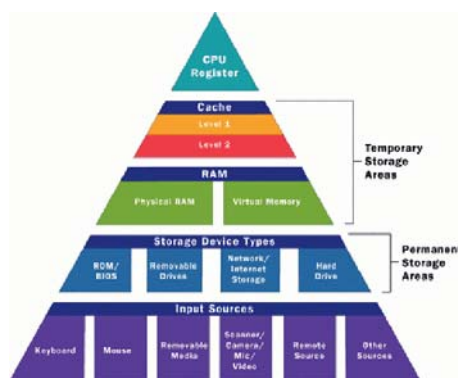 CPU
Register
Cache
Level 1
Level 2
Temporary
Storage
Areas
RAM
Physical RAM
Virtual Memory
Storage Device Types
Permanent
Storage
Areas
ROM/
BIOS
Removable
Drives
Network/
Internet
Storage
Hard
Drive
Input Sources
Keyboard
Mouse
Removable
Media
Scanner/
Camera/
Mic/
Video
Remote
Source
Other
Sources